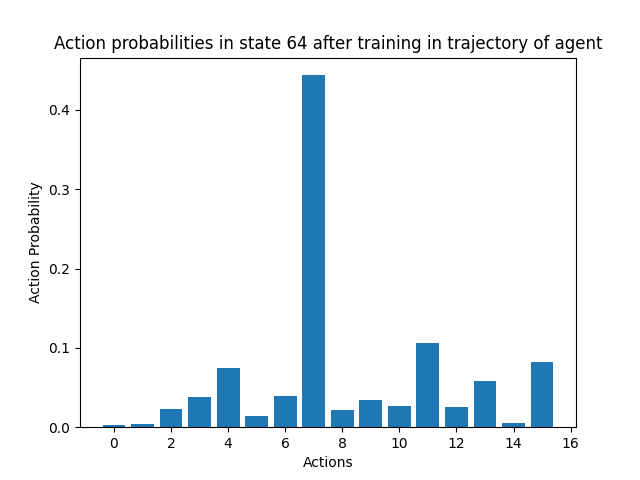 Action probabilities in state 64 after training in trajectory of agent
0.4
0.3
0.2
0.1
0.0
Action Probability
0 2 4 6 8 10 12 14 16
Actions